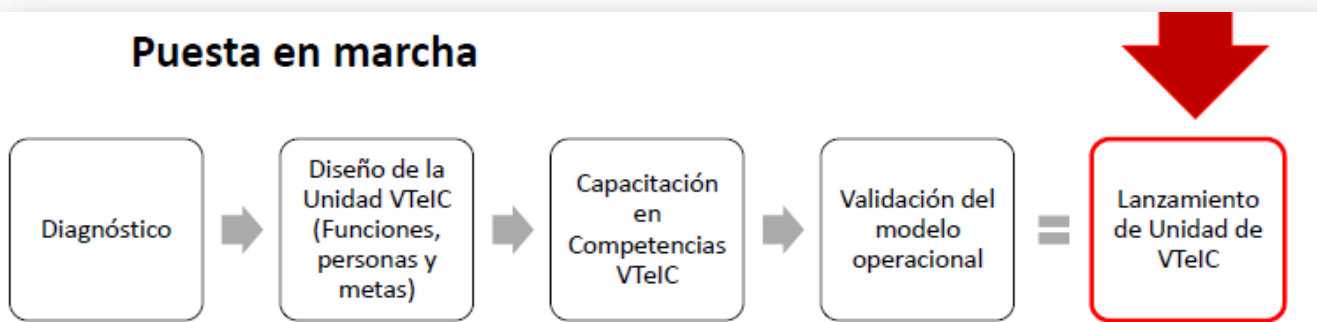 Puesta en marcha
Diagnóstico
Diseño de la
Unidad VTeIC
(Funciones,
personas y
metas)
Capacitación
en
Competencias
VTeIC
Validación del
modelo
operacional
Lanzamiento
de Unidad de
VTeIC